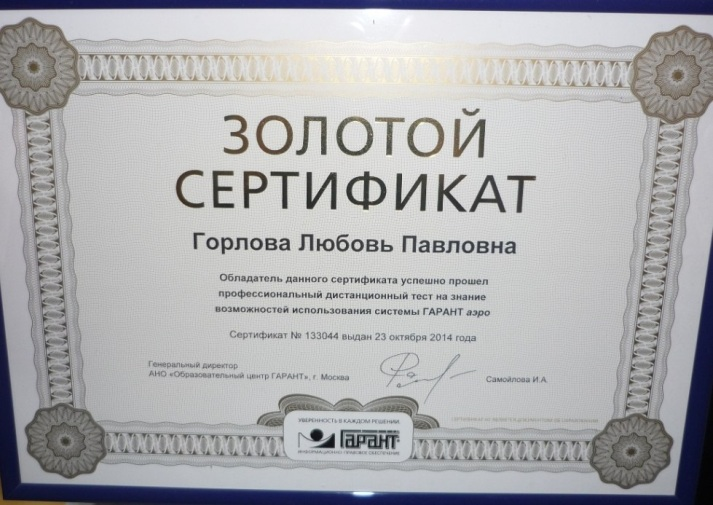 ЗОЛОТОЙ
СЕРТИФИКАТ
Горлова Любовь Павловна
Обладатель данного сертификата успешно прошел
профессиональный дистанционный тест на знание
возможностей использования системы ГАРАНТ аэро
Сертификат № 133044 выдан 23 октября 2014 года
Генеральный директор
АНО «Образовательный центр ГАРАНТ», г. Москва
Самойлова И.А.
УВЕРЕННОСТЬ В КАЖДОМ РЕШЕНИИ
ГАРАНТ
ИНФОРМАЦИОННО-ПРАВОВОЕ ОБЕСПЕЧЕНИЕ